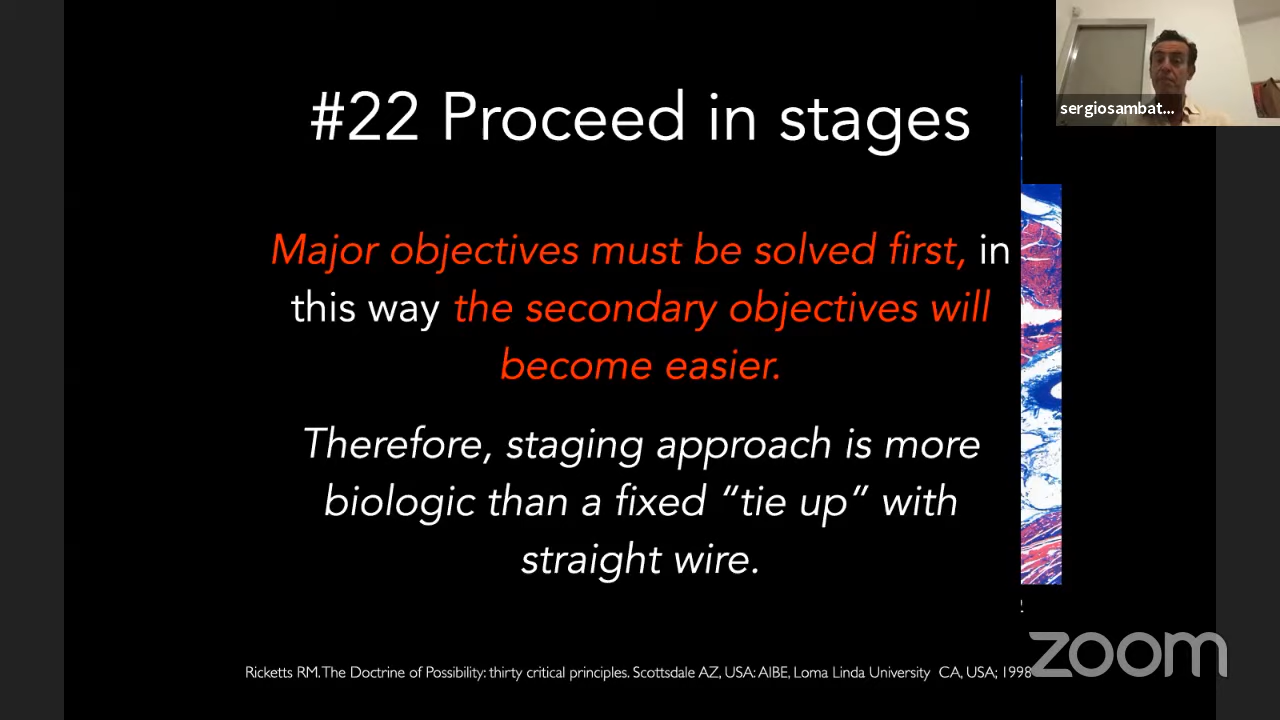 sergiosambat...
#22 Proceed in stages
Major objectives must be solved first, in
this way the secondary objectives will
become easier.
Therefore, staging approach is more
biologic than a fixed “tie up” with
straight wire.
Ricketts RM.The Doctrine of Possibility: thirty critical principles. Scottsdale AZ, USA: AIBE, Loma Linda University CA, USA; 1998
zoom